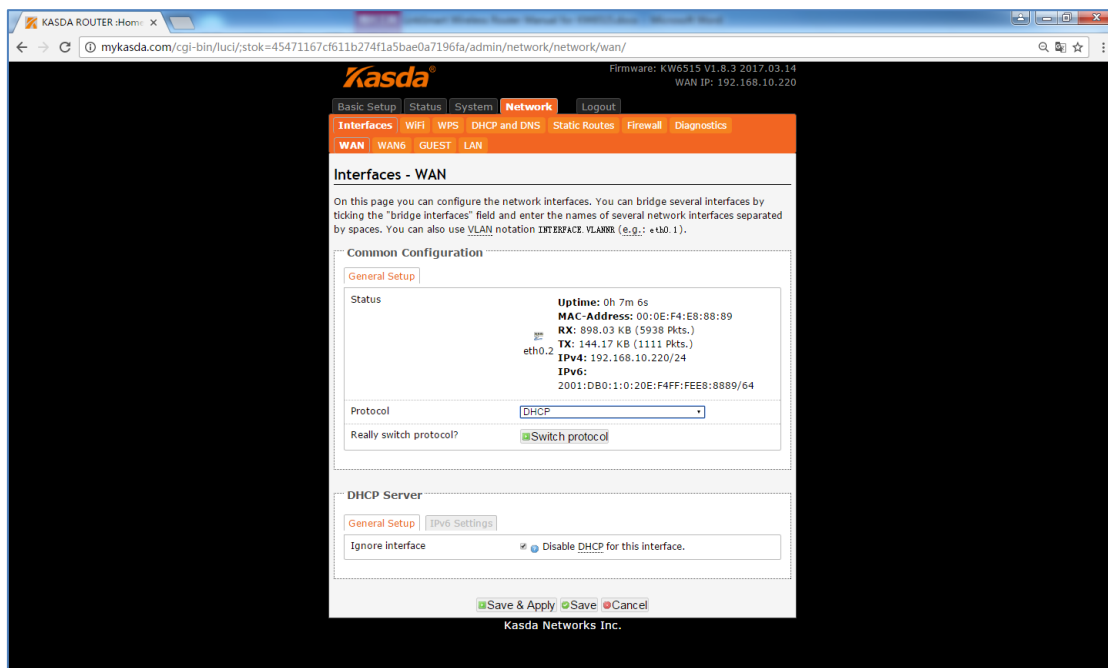 KASDA ROUTER :Home
mykasda.com/cgi-bin/luci/;stok=45471167cf611b274f1a5bae0a7196fa/admin/network/network/wan/
Kasda®
Firmware: KW6515 V1.8.3 2017.03.14
WAN IP: 192.168.10.220
Basic Setup Status System Network Logout
Interfaces WiFi WPS DHCP and DNS Static Routes Firewall Diagnostics
WAN WAN6 GUEST LAN
Interfaces - WAN
On this page you can configure the network interfaces. You can bridge several interfaces by
ticking the "bridge interfaces" field and enter the names of several network interfaces separated
by spaces. You can also use VLAN notation INTERFACE.VLANNR (e.g.: eth0.1).
Common Configuration
General Setup
Status
Uptime: 0h 7m 6s
MAC-Address: 00:0E:F4:E8:88:89
RX: 898.03 KB (5938 Pkts.)
TX: 144.17 KB (1111 Pkts.)
eth0.2
IPv4: 192.168.10.220/24
IPv6:
2001:DB0:1:0:20E:F4FF:FEE8:8889/64
Protocol DHCP
Really switch protocol? Switch protocol
DHCP Server
General Setup IPv6 Settings
Ignore interface Disable DHCP for this interface.
Save & Apply Save Cancel
Kasda Networks Inc.